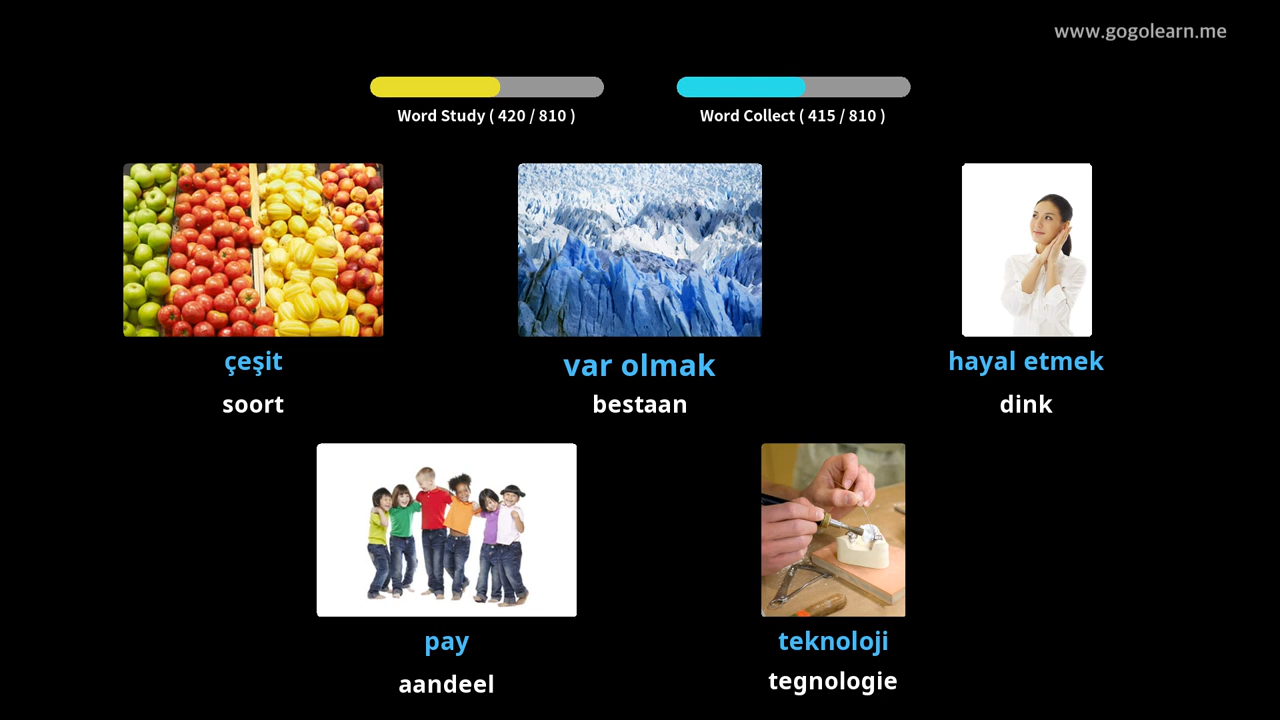 www.gogolearn.me
Word Study ( 420 / 810 )
Word Collect ( 415 / 810 )
çeşit
var olmak
hayal etmek
soort
bestaan
dink
pay
teknoloji
aandeel
tegnologie